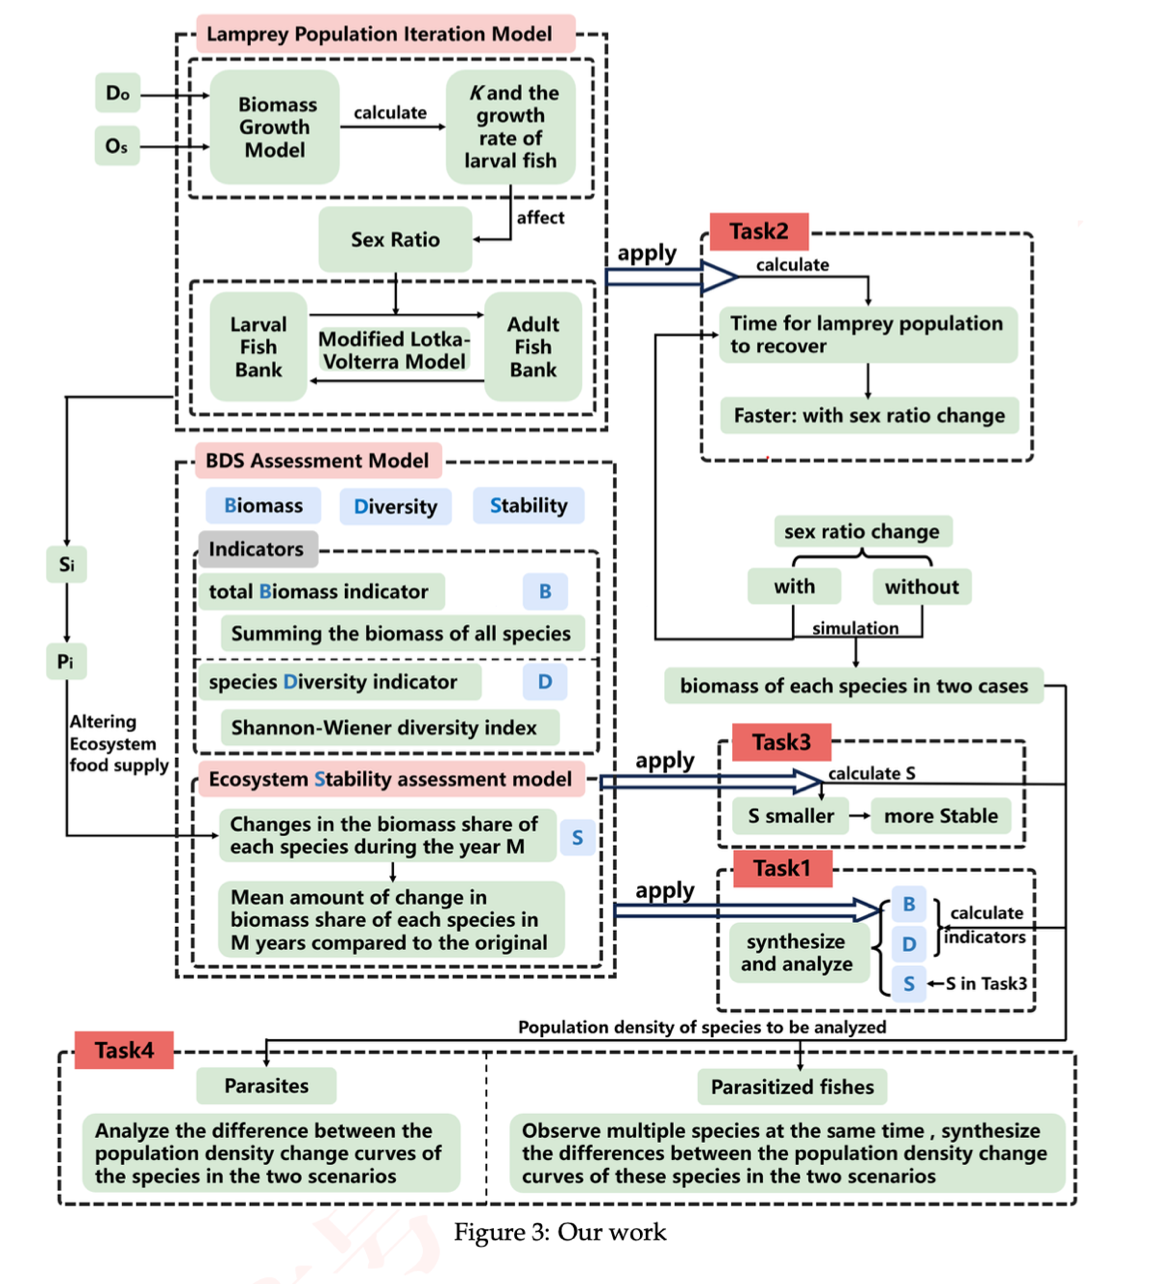 Lamprey Population Iteration Model
Do
Os
Biomass
Growth
Model
calculate
K and the
growth
rate of
larval fish
affect
Sex Ratio
Larval
Fish
Bank
Modified Lotka-
Volterra Model
Adult
Fish
Bank
apply
Task2
calculate
Time for lamprey population
to recover
Faster: with sex ratio change
BDS Assessment Model
Biomass
Diversity
Stability
Indicators
total Biomass indicator
B
Summing the biomass of all species
species Diversity indicator
D
Shannon-Wiener diversity index
Ecosystem Stability assessment model
Changes in the biomass share of
each species during the year M
S
Mean amount of change in
biomass share of each species in
M years compared to the original
Si
Pi
Altering
Ecosystem
food supply
sex ratio change
with
without
simulation
biomass of each species in two cases
apply
Task3
calculate S
S smaller
more Stable
apply
Task1
synthesize
and analyze
B
D
S
calculate
indicators
S in Task3
Population density of species to be analyzed
Task4
Parasites
Analyze the difference between the
population density change curves of
the species in the two scenarios
Parasitized fishes
Observe multiple species at the same time , synthesize
the differences between the population density change
curves of these species in the two scenarios
Figure 3: Our work